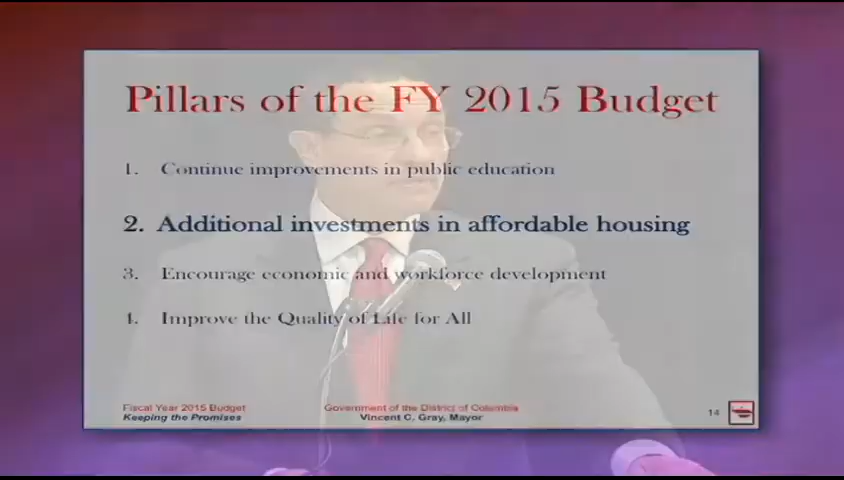 Pillars of the FY 2015 Budget
1. Continue improvements in public education
2. Additional investments in affordable housing
3. Encourage economic and workforce development
4. Improve the Quality of Life for All
Fiscal Year 2015 Budget
Keeping the Promises
Government of the District of Columbia
Vincent C. Gray, Mayor
14